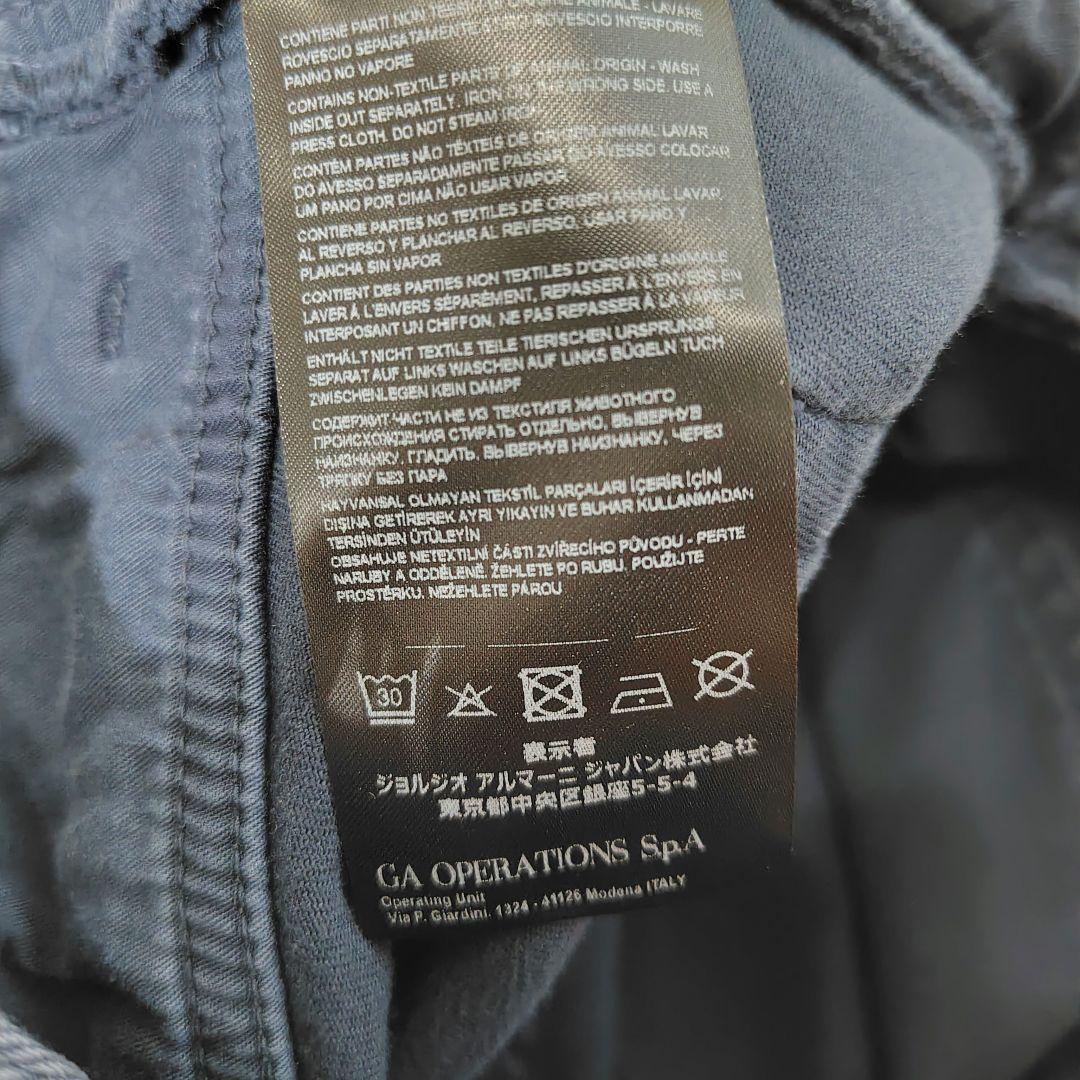 CONTIENE PARTI NON TESSILI DI ORIGINE ANIMALE - LAVARE
ROVESCIO SEPARATAMENTE STIRARE ROVESCIO INTERPORRE
PANNO NO VAPORE
CONTAINS NON-TEXTILE PARTS OF ANIMAL ORIGIN - WASH
INSIDE OUT SEPARATELY. IRON ON THE WRONG SIDE. USE A
PRESS CLOTH. DO NOT STEAM IRON
CONTÉM PARTES NÃO TÊXTEIS DE ORIGEM ANIMAL LAVAR
DO AVESSO SEPARADAMENTE PASSAR DO AVESSO COLOCAR
UM PANO POR CIMA NÃO USAR VAPOR
CONTIENE PARTES NO TEXTILES DE ORIGEN ANIMAL LAVAR
AL REVERSO Y PLANCHAR AL REVERSO, USAR PANO Y
PLANCHA SIN VAPOR
CONTIENT DES PARTIES NON TEXTILES D'ORIGINE ANIMALE
LAVER À L'ENVERS SÉPARÉMENT, REPASSER À L'ENVERS EN
INTERPOSANT UN CHIFFON, NE PAS REPASSER À LA VAPEUR
ENTHÄLT NICHT TEXTILE TEILE TIERISCHEN URSPRUNGS
SEPARAT AUF LINKS WASCHEN AUF LINKS BÜGELN TUCH
ZWISCHENLEGEN KEIN DAMPF
СОДЕРЖИТ ЧАСТИ НЕ ИЗ ТЕКСТИЛЯ ЖИВОТНОГО
ПРОИСХОЖДЕНИЯ СТИРАТЬ ОТДЕЛЬНО, ВЫВЕРНУВ
НАИЗНАНКУ, ГЛАДИТЬ, ВЫВЕРНУВ НАИЗНАНКУ, ЧЕРЕЗ
ТРЯПКУ БЕЗ ПАРА
HAYVANSAL OLMAYAN TEKSTİL PARÇALARI İÇERİR İÇİNİ
DIŞINA GETİREREK AYRI YIKAYIN VE BUHAR KULLANMADAN
TERSİNDEN ÜTÜLEYİN
OBSAHUJE NETEXTILNÍ ČÁSTI ZVÍŘECÍHO PŮVODU - PERTE
NARUBY A ODDĚLENĚ. ŽEHLETE PO RUBU. POUŽIJTE
PROSTĚRKU. NEŽEHLETE PÁROU
30
表示者
ジョルジオ アルマーニ ジャパン株式会社
東京都中央区銀座5-5-4
GA OPERATIONS S.p.A
Operating Unit
Via P. Giardini, 1324 - 41126 Modena ITALY